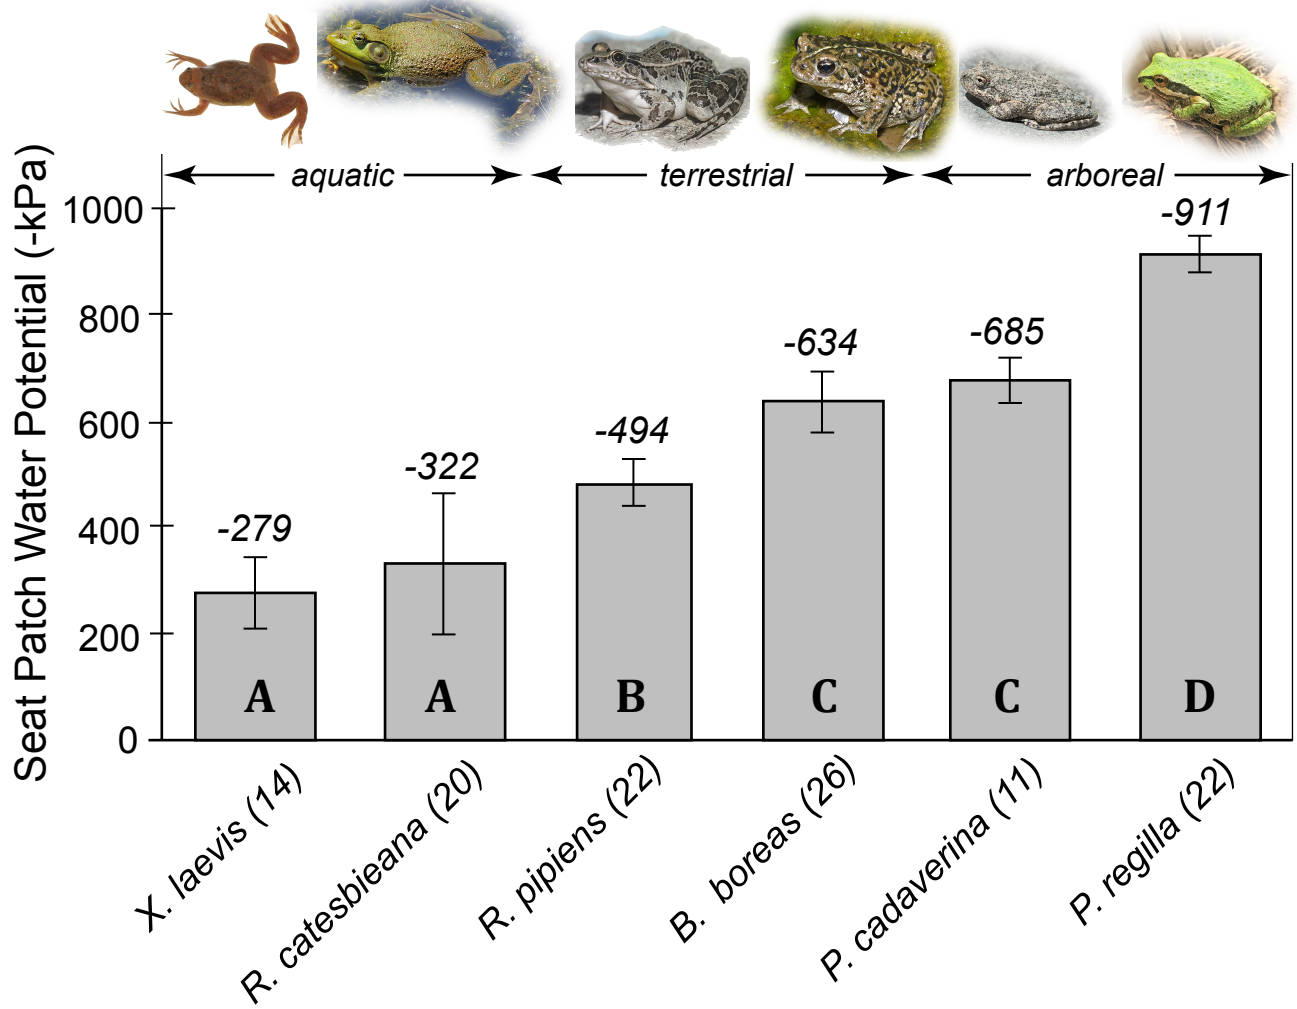 aquatic
terrestrial
arboreal
Seat Patch Water Potential (-kPa)
1000
800
600
400
200
0
-279
-322
-494
-634
-685
-911
A
A
B
C
C
D
X. laevis (14)
R. catesbieana (20)
R. pipiens (22)
B. boreas (26)
P. cadaverina (11)
P. regilla (22)